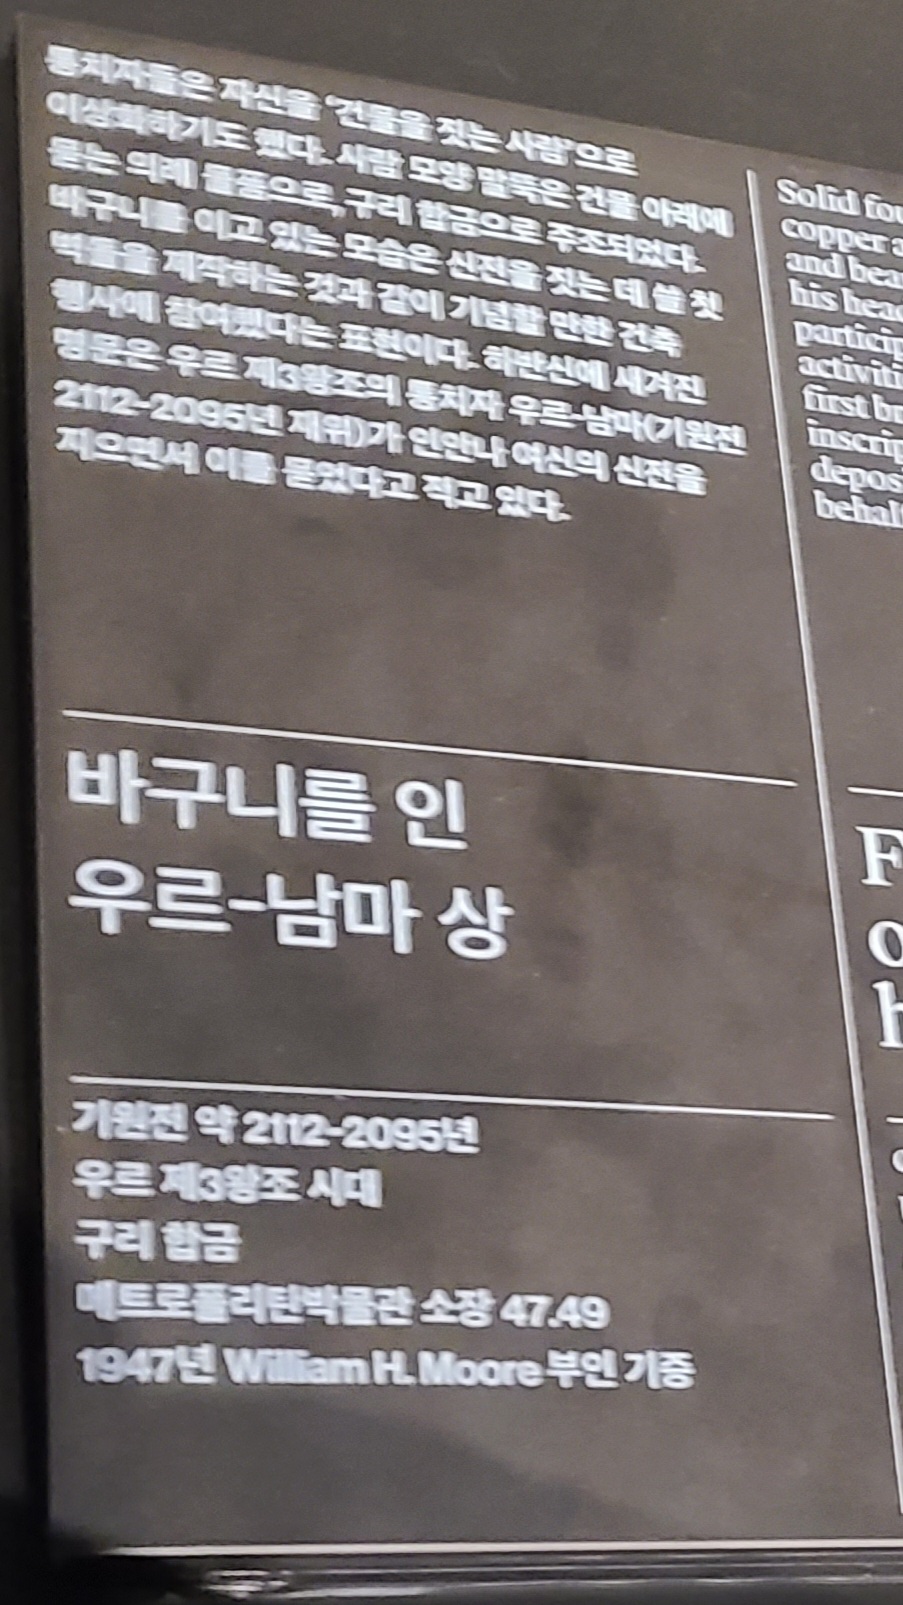 통치자들은 자신을 '건물을 짓는 사람'으로
이상화하기도 했다. 사람 모양 말뚝은 건물 아래에
묻는 의례 물품으로, 구리 합금으로 주조되었다.
바구니를 이고 있는 모습은 신전을 짓는 데 쓸 첫
벽돌을 제작하는 것과 같이 기념할 만한 건축
행사에 참여했다는 표현이다. 하반신에 새겨진
명문은 우르 제3왕조의 통치자 우르-남마(기원전
2112-2095년 재위)가 인안나 여신의 신전을
지으면서 이를 묻었다고 적고 있다.
바구니를 인
우르-남마 상
기원전 약 2112-2095년
우르 제3왕조 시대
구리 합금
메트로폴리탄박물관 소장 47.49
1947년 William H. Moore 부인 기증
Solid fou
copper a
and bea
his head
particip
activiti
first br
inscrip
depos
behalf
F
o
h